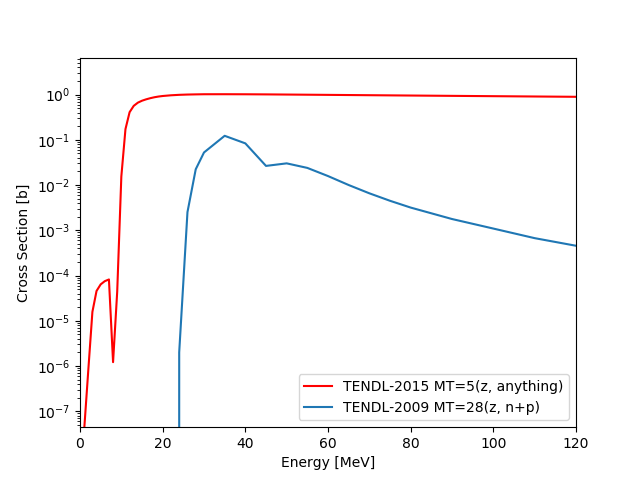 10⁰
10⁻¹
10⁻²
10⁻³
10⁻⁴
10⁻⁵
10⁻⁶
10⁻⁷
Cross Section [b]
TENDL-2015 MT=5(z, anything)
TENDL-2009 MT=28(z, n+p)
0 20 40 60 80 100 120
Energy [MeV]